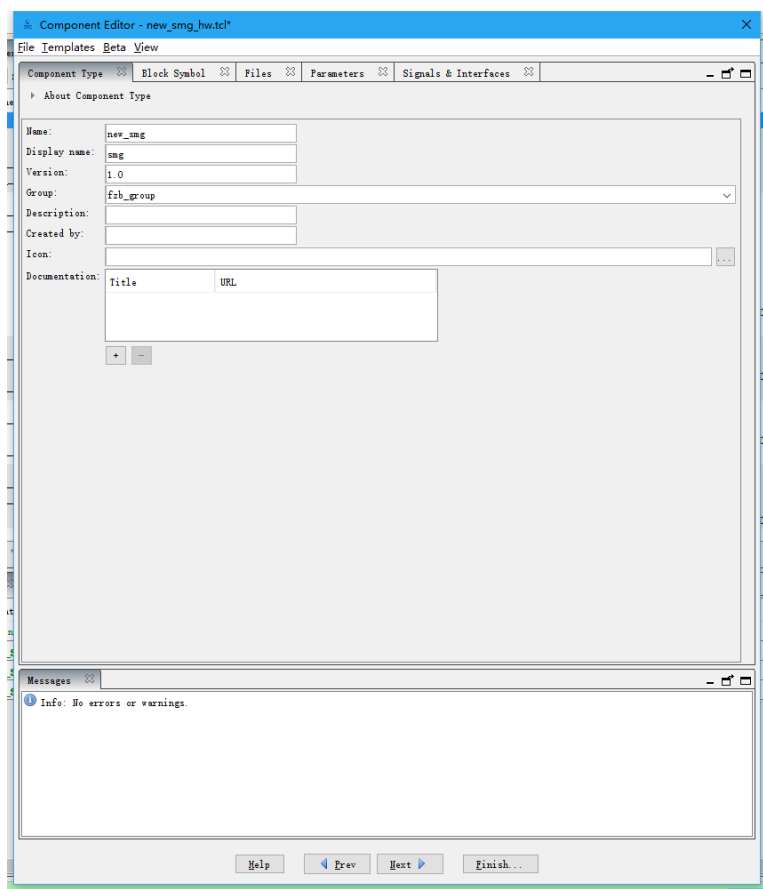 Component Editor - new_smg_hw.tcl*
File Templates Beta View
Component Type Block Symbol Files Parameters Signals & Interfaces
About Component Type
Name: new_smg
Display name: smg
Version: 1.0
Group: fzb_group
Description:
Created by:
Icon: ...
Documentation: Title URL
+ -
Messages
Info: No errors or warnings.
Help Prev Next Finish...